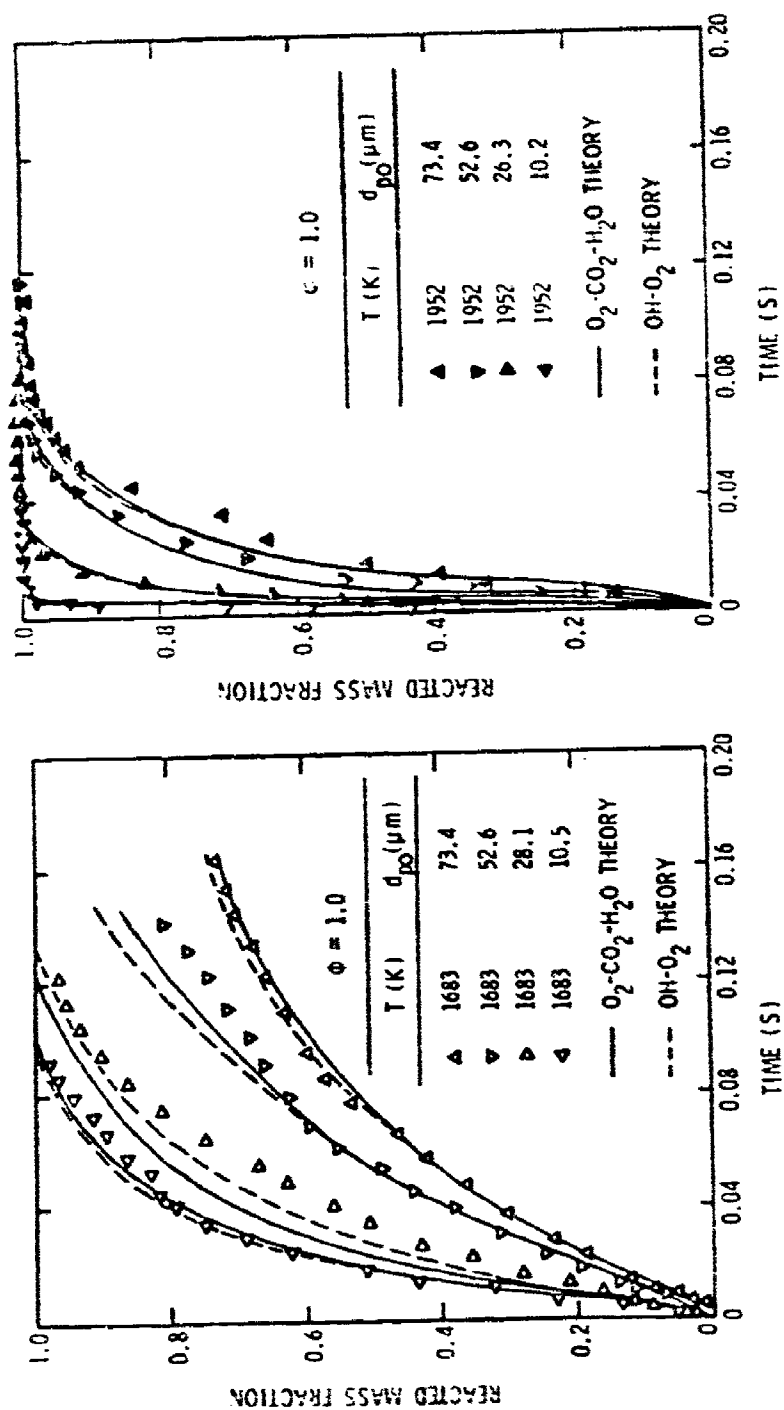 1.0
0.8
0.6
0.4
0.2
0
REACTED MASS FRACTION
0 0.04 0.08 0.12 0.16 0.20
TIME (S)
Φ = 1.0
T (K) d_po (μm)
1683 73.4
1683 52.6
1683 28.1
1683 10.5
O₂-CO₂-H₂O THEORY
OH-O₂ THEORY
1.0
0.8
0.6
0.4
0.2
0
REACTED MASS FRACTION
0 0.04 0.08 0.12 0.16 0.20
TIME (S)
= 1.0
T (K) d_po (μm)
1952 73.4
1952 52.6
1952 26.3
1952 10.2
O₂-CO₂-H₂O THEORY
OH-O₂ THEORY